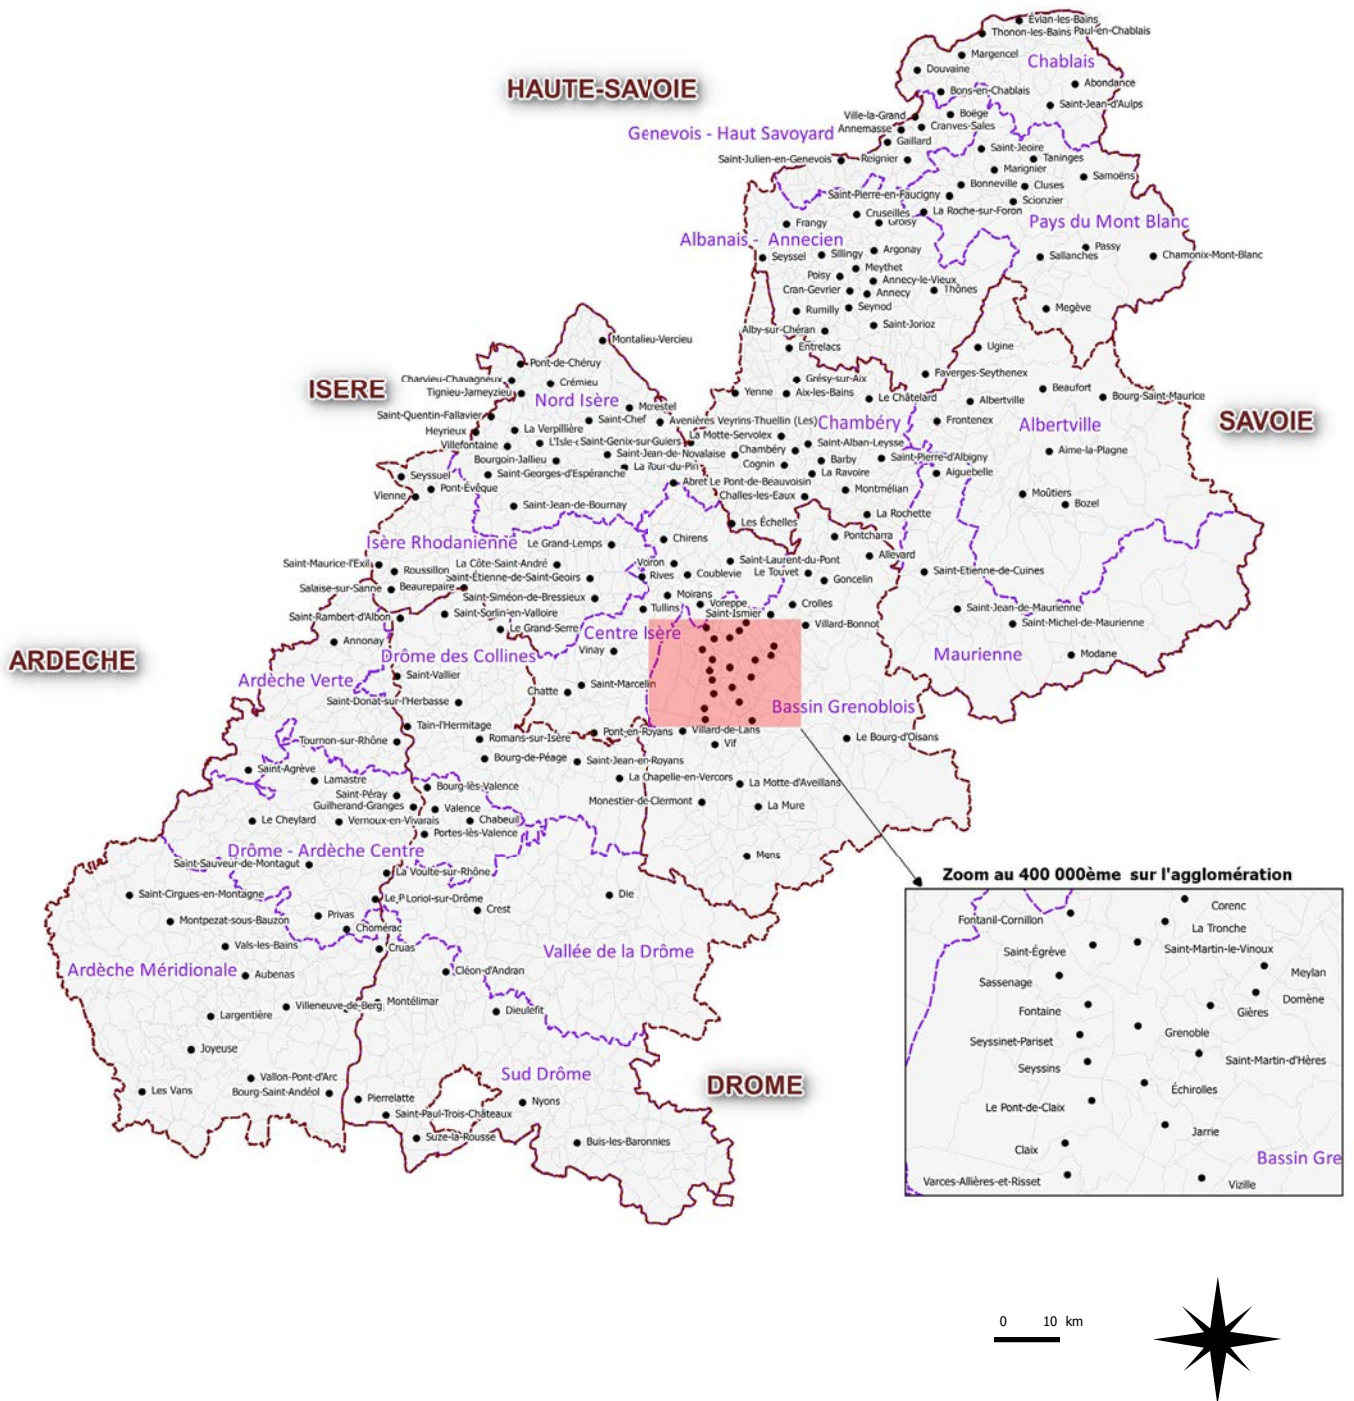 Évian-les-Bains
Thonon-les-Bains
Paul-en-Chablais
Margencel
Chablais
Douvaine
HAUTE-SAVOIE
Abondance
Bons-en-Chablais
Saint-Jean-d'Aulps
Ville-la-Grand
Boëge
Genevois - Haut Savoyard
Annemasse
Cranves-Sales
Gaillard
Saint-Jeoire
Saint-Julien-en-Genevois
Reignier
Taninges
Marignier
Samoëns
Bonneville
Cluses
Saint-Pierre-en-Faucigny
Scionzier
Cruseilles
La Roche-sur-Foron
Frangy
Groisy
Pays du Mont Blanc
Albanais - Annecien
Argonay
Passy
Seyssel
Sillingy
Sallanches
Chamonix-Mont-Blanc
Meythet
Poisy
Annecy-le-Vieux
Cran-Gevrier
Annecy
Thônes
Rumilly
Seynod
Megève
Alby-sur-Chéran
Saint-Jorioz
Montalieu-Vercieu
Entrelacs
Ugine
Pont-de-Chéruy
Faverges-Seythenex
Charvieu-Chavagneux
Crémieu
Grésy-sur-Aix
ISERE
Tignieu-Jameyzieu
Yenne
Aix-les-Bains
Beaufort
Nord Isère
Le Châtelard
Albertville
Bourg-Saint-Maurice
Morestel
Saint-Quentin-Fallavier
Saint-Chef
Avenières Veyrins-Thuellin (Les)
Chambéry
Frontenex
Albertville
SAVOIE
Heyrieux
La Verpillière
La Motte-Servolex
Villefontaine
L'Isle-d
Saint-Genix-sur-Guiers
Saint-Alban-Leysse
Chambéry
Aime-la-Plagne
Bourgoin-Jallieu
Saint-Jean-de-Novalaise
Cognin
Barby
Saint-Pierre-d'Albigny
La Tour-du-Pin
Seyssuel
Saint-Georges-d'Espéranche
La Ravoire
Aiguebelle
Vienne
Pont-Évêque
Abret
Le Pont-de-Beauvoisin
Montmélian
Moûtiers
Challes-les-Eaux
Bozel
Saint-Jean-de-Bournay
La Rochette
Les Échelles
Isère Rhodanienne
Le Grand-Lemps
Chirens
Pontcharra
Allevard
Saint-Maurice-l'Exil
La Côte-Saint-André
Voiron
Saint-Laurent-du-Pont
Roussillon
Saint-Étienne-de-Saint-Geoirs
Rives
Coublevie
Le Touvet
Goncelin
Saint-Etienne-de-Cuines
Salaise-sur-Sanne
Beaurepaire
Saint-Siméon-de-Bressieux
Moirans
Voreppe
Crolles
Saint-Jean-de-Maurienne
Saint-Rambert-d'Albon
Saint-Sorlin-en-Valloire
Tullins
Saint-Ismier
Villard-Bonnot
Saint-Michel-de-Maurienne
Le Grand-Serre
Centre Isère
Annonay
Vinay
ARDECHE
Drôme des Collines
Maurienne
Modane
Ardèche Verte
Saint-Vallier
Chatte
Saint-Marcellin
Saint-Donat-sur-l'Herbasse
Bassin Grenoblois
Tain-l'Hermitage
Pont-en-Royans
Villard-de-Lans
Tournon-sur-Rhône
Romans-sur-Isère
Vif
Le Bourg-d'Oisans
Bourg-de-Péage
Saint-Jean-en-Royans
Saint-Agrève
Lamastre
La Chapelle-en-Vercors
La Motte-d'Aveillans
Saint-Péray
Bourg-lès-Valence
Guilherand-Granges
Valence
Monestier-de-Clermont
La Mure
Le Cheylard
Vernoux-en-Vivarais
Chabeuil
Portes-lès-Valence
Drôme - Ardèche Centre
Mens
Saint-Sauveur-de-Montagut
La Voulte-sur-Rhône
Saint-Cirgues-en-Montagne
Le P
Loriol-sur-Drôme
Die
Montpezat-sous-Bauzon
Privas
Crest
Chomérac
Vals-les-Bains
Cruas
Vallée de la Drôme
Ardèche Méridionale
Aubenas
Cléon-d'Andran
Villeneuve-de-Berg
Montélimar
Largentière
Dieulefit
Joyeuse
Sud Drôme
DROME
Vallon-Pont-d'Arc
Les Vans
Bourg-Saint-Andéol
Pierrelatte
Nyons
Saint-Paul-Trois-Châteaux
Suze-la-Rousse
Buis-les-Baronnies
Zoom au 400 000ème sur l'agglomération
Corenc
Fontanil-Cornillon
La Tronche
Saint-Égrève
Saint-Martin-le-Vinoux
Meylan
Sassenage
Domène
Fontaine
Gières
Grenoble
Seyssinet-Pariset
Saint-Martin-d'Hères
Seyssins
Échirolles
Le Pont-de-Claix
Jarrie
Claix
Bassin Gre
Varces-Allières-et-Risset
Vizille
0 10 km